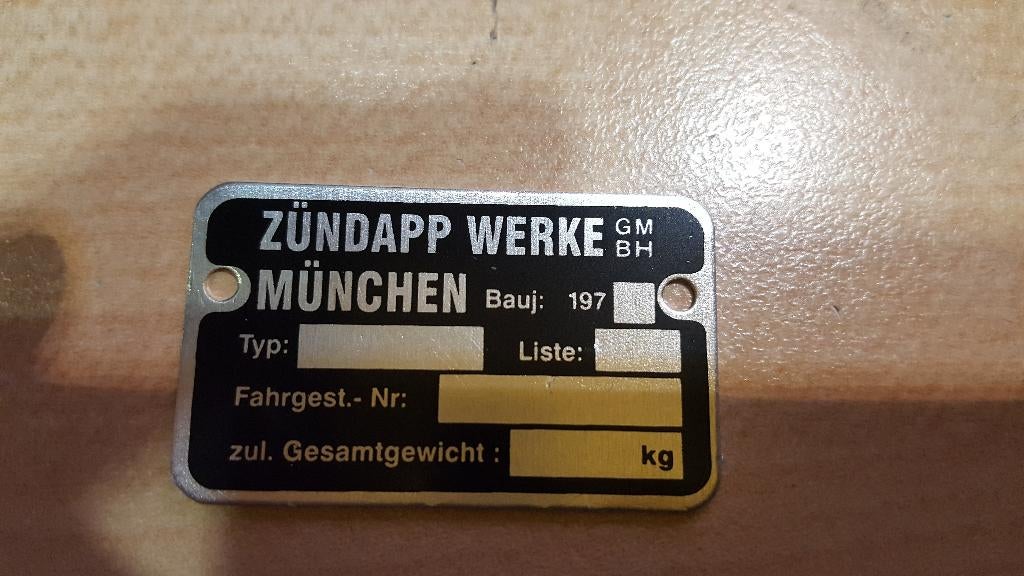 ZÜNDAPP WERKE GM BH
MÜNCHEN Bauj: 197
Typ: Liste:
Fahrgest.- Nr:
zul. Gesamtgewicht : kg